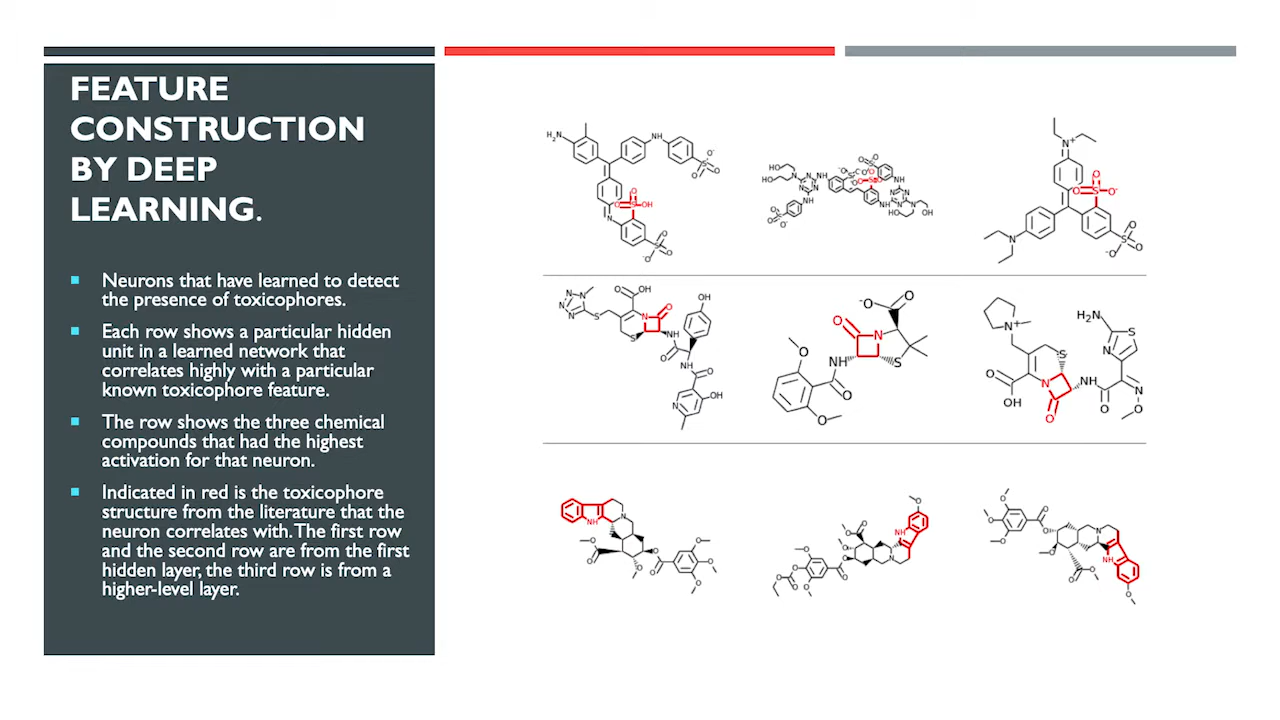 FEATURE
CONSTRUCTION
BY DEEP
LEARNING.
Neurons that have learned to detect
the presence of toxicophores.
Each row shows a particular hidden
unit in a learned network that
correlates highly with a particular
known toxicophore feature.
The row shows the three chemical
compounds that had the highest
activation for that neuron.
Indicated in red is the toxicophore
structure from the literature that the
neuron correlates with. The first row
and the second row are from the first
hidden layer, the third row is from a
higher-level layer.